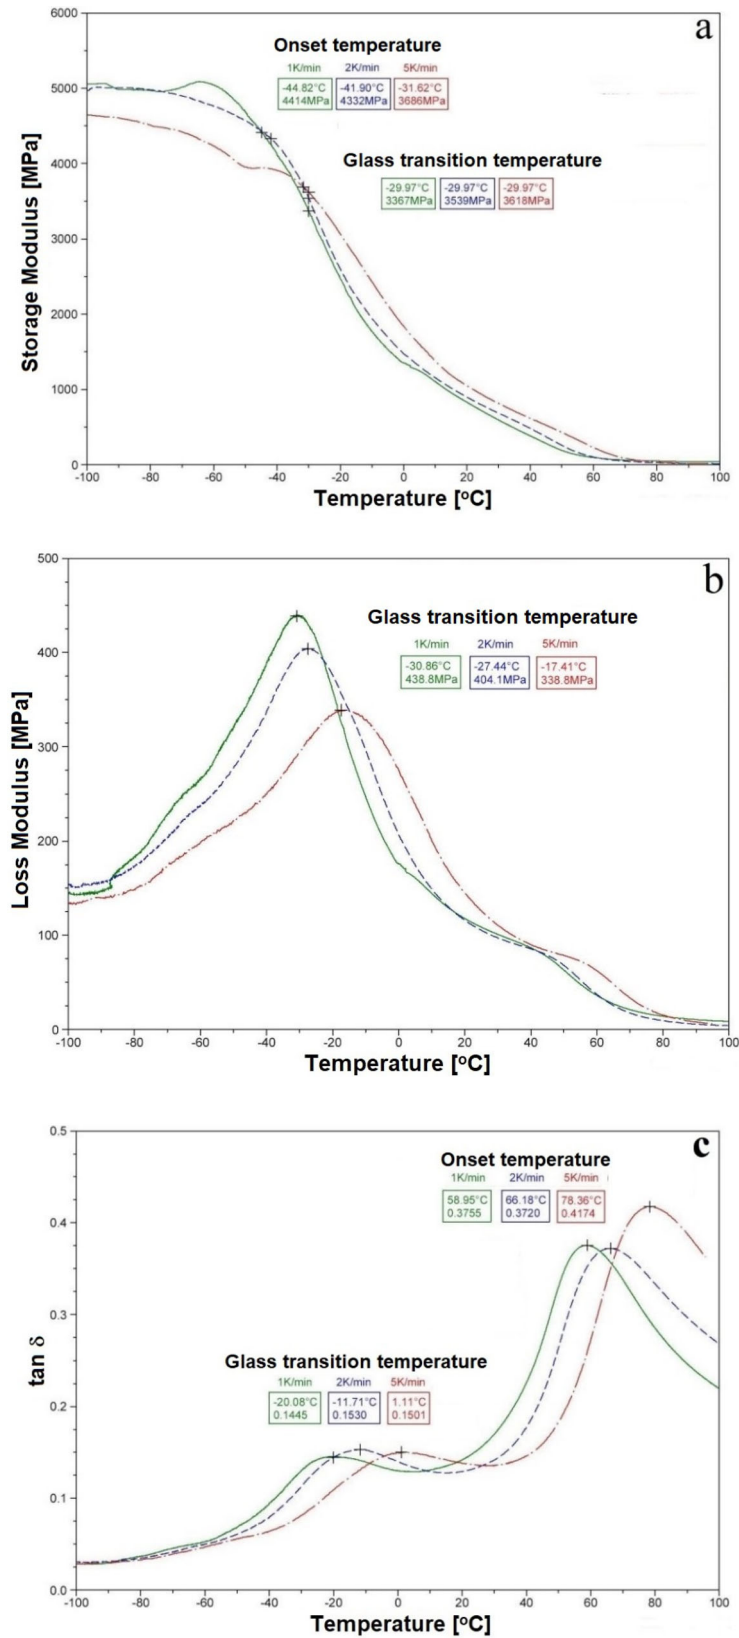 a
6000
5000
4000
3000
2000
1000
0
Storage Modulus [MPa]
Onset temperature
1K/min 2K/min 5K/min
-44.82°C -41.90°C -31.62°C
4414MPa 4332MPa 3686MPa
Glass transition temperature
-29.97°C -29.97°C -29.97°C
3367MPa 3539MPa 3618MPa
-100 -80 -60 -40 -20 0 20 40 60 80 100
Temperature [°C]
b
500
400
300
200
100
0
Loss Modulus [MPa]
Glass transition temperature
1K/min 2K/min 5K/min
-30.86°C -27.44°C -17.41°C
438.8MPa 404.1MPa 338.8MPa
-100 -80 -60 -40 -20 0 20 40 60 80 100
Temperature [°C]
c
0.5
0.4
0.3
0.2
0.1
0.0
tan δ
Onset temperature
1K/min 2K/min 5K/min
58.95°C 66.18°C 78.36°C
0.3755 0.3720 0.4174
Glass transition temperature
1K/min 2K/min 5K/min
-20.08°C -11.71°C 1.11°C
0.1445 0.1530 0.1501
-100 -80 -60 -40 -20 0 20 40 60 80 100
Temperature [°C]